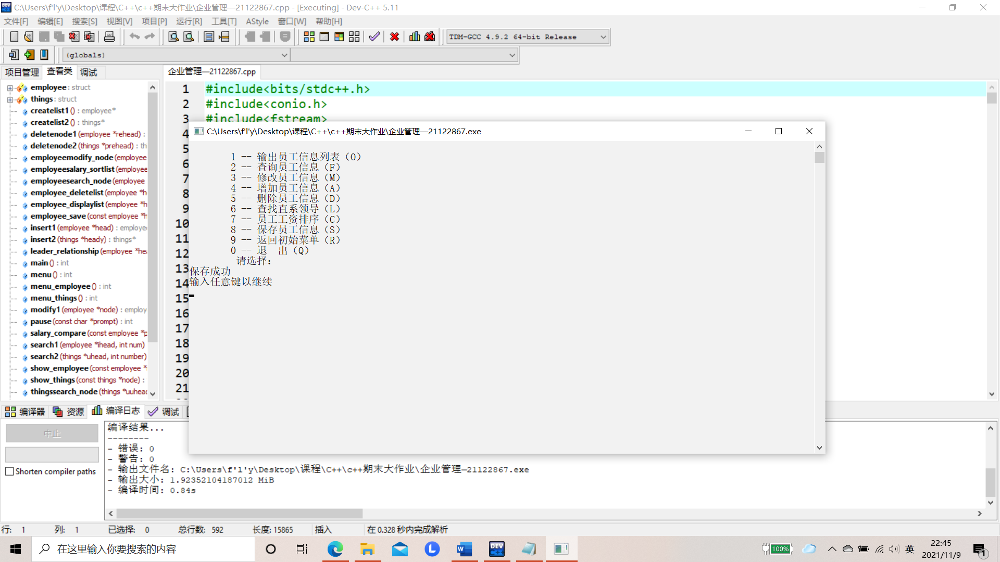 C:\Users\f'l'y\Desktop\课程\C++\c++期末大作业\企业管理—21122867.cpp - [Executing] - Dev-C++ 5.11
文件[F] 编辑[E] 搜索[S] 视图[V] 项目[P] 运行[R] 工具[T] AStyle 窗口[W] 帮助[H]
TDM-GCC 4.9.2 64-bit Release
(globals)
项目管理 查看类 调试
企业管理—21122867.cpp
employee : struct
things : struct
createlist1 () : employee*
createlist2 () : things*
deletenode1 (employee *rehead) :
deletenode2 (things *prehead) : th
employeemodify_node (employee
employeesalary_sortlist (employee
employeesearch_node (employee
employee_deletelist (employee *h
employee_displaylist (employee *h
employee_save (const employee *h
insert1 (employee *head) : employe
insert2 (things *heady) : things*
leader_relationship (employee *hea
main () : int
menu () : int
menu_employee () : int
menu_things () : int
modify1 (employee *node) : employ
pause (const char *prompt) : int
salary_compare (const employee *p
search1 (employee *ihead, int num)
search2 (things *uhead, int number)
show_employee (const employee *
show_things (const things *node) :
thingssearch_node (things *uuhead
1 #include<bits/stdc++.h>
2 #include<conio.h>
3 #include<fstream>
4
5
6
7
8
9
10
11
12
13
14
15
16
17
18
19
20
21
C:\Users\f'l'y\Desktop\课程\C++\c++期末大作业\企业管理—21122867.exe
1 -- 输出员工信息列表（O）
2 -- 查询员工信息（F）
3 -- 修改员工信息（M）
4 -- 增加员工信息（A）
5 -- 删除员工信息（D）
6 -- 查找直系领导（L）
7 -- 员工工资排序（C）
8 -- 保存员工信息（S）
9 -- 返回初始菜单（R）
0 -- 退 出（Q）
请选择:
保存成功
输入任意键以继续
编译器 资源 编译日志 调试
中止
Shorten compiler paths
编译结果...
--------
- 错误: 0
- 警告: 0
- 输出文件名: C:\Users\f'l'y\Desktop\课程\C++\c++期末大作业\企业管理—21122867.exe
- 输出大小: 1.92352104187012 MiB
- 编译时间: 0.84s
行: 1 列: 1 已选择: 0 总行数: 592 长度: 15865 插入 在 0.328 秒内完成解析
在这里输入你要搜索的内容
100%
英
22:45
2021/11/9
1